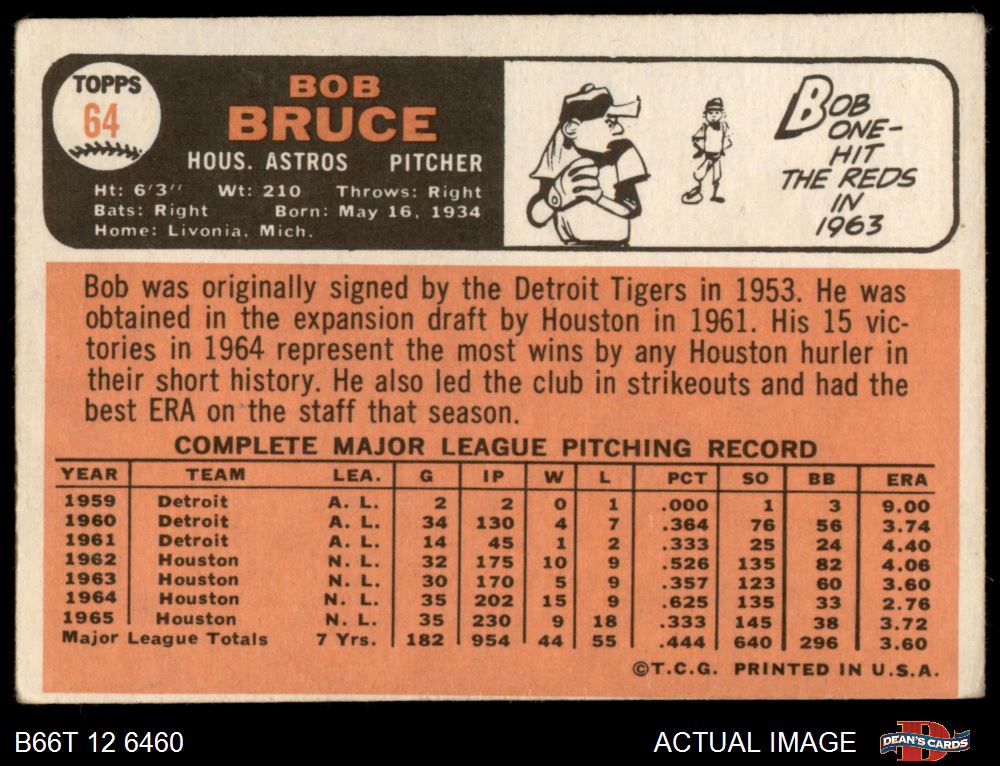 TOPPS
64
BOB
BRUCE
HOUS. ASTROS PITCHER
Ht: 6'3" Wt: 210 Throws: Right
Bats: Right Born: May 16, 1934
Home: Livonia, Mich.
BOB
ONE-
HIT
THE REDS
IN
1963
Bob was originally signed by the Detroit Tigers in 1953. He was
obtained in the expansion draft by Houston in 1961. His 15 vic-
tories in 1964 represent the most wins by any Houston hurler in
their short history. He also led the club in strikeouts and had the
best ERA on the staff that season.
COMPLETE MAJOR LEAGUE PITCHING RECORD
YEAR TEAM LEA. G IP W L PCT SO BB ERA
1959 Detroit A. L. 2 2 0 1 .000 1 3 9.00
1960 Detroit A. L. 34 130 4 7 .364 76 56 3.74
1961 Detroit A. L. 14 45 1 2 .333 25 24 4.40
1962 Houston N. L. 32 175 10 9 .526 135 82 4.06
1963 Houston N. L. 30 170 5 9 .357 123 60 3.60
1964 Houston N. L. 35 202 15 9 .625 135 33 2.76
1965 Houston N. L. 35 230 9 18 .333 145 38 3.72
Major League Totals 7 Yrs. 182 954 44 55 .444 640 296 3.60
©T.C.G. PRINTED IN U.S.A.
B66T 12 6460 ACTUAL IMAGE D DEAN'S CARDS